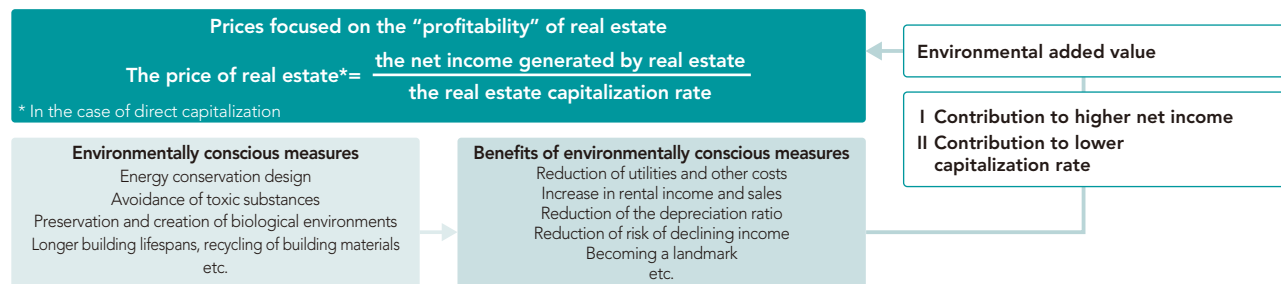 Prices focused on the “profitability” of real estate
The price of real estate*=
the net income generated by real estate
the real estate capitalization rate
* In the case of direct capitalization
Environmental added value
I Contribution to higher net income
II Contribution to lower
capitalization rate
Environmentally conscious measures
Energy conservation design
Avoidance of toxic substances
Preservation and creation of biological environments
Longer building lifespans, recycling of building materials
etc.
Benefits of environmentally conscious measures
Reduction of utilities and other costs
Increase in rental income and sales
Reduction of the depreciation ratio
Reduction of risk of declining income
Becoming a landmark
etc.